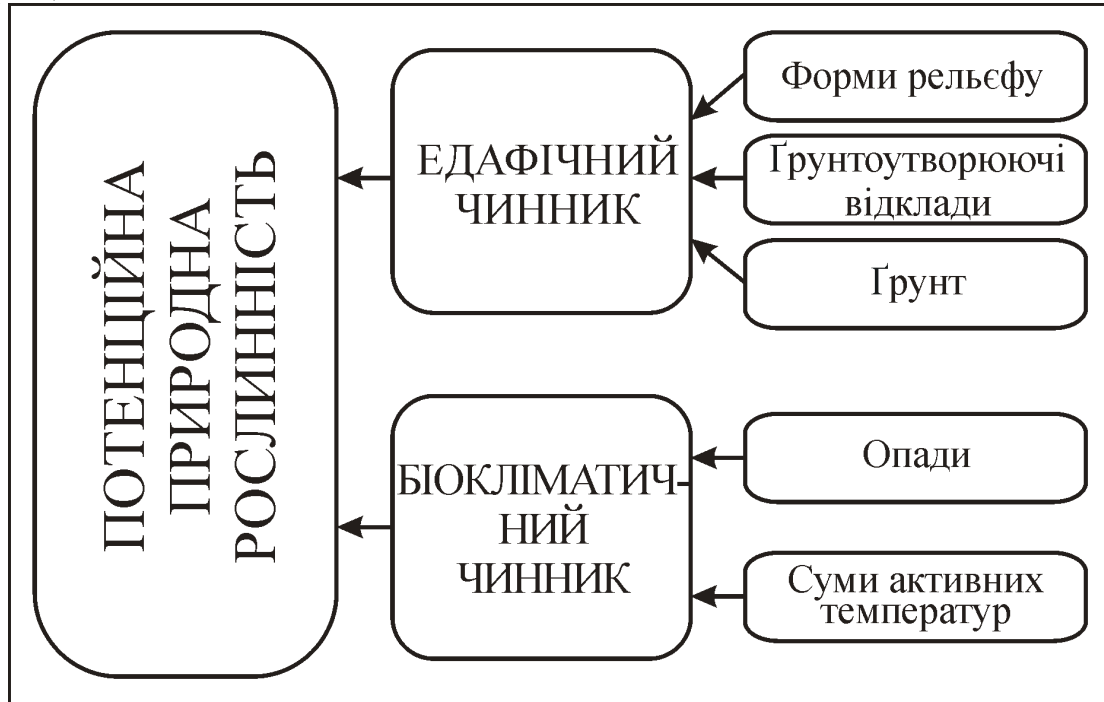 ПОТЕНЦІЙНА
ПРИРОДНА
РОСЛИННІСТЬ
ЕДАФІЧНИЙ
ЧИННИК
Форми рельєфу
Ґрунтоутворюючі
відклади
Ґрунт
БІОКЛІМАТИЧ-
НИЙ
ЧИННИК
Опади
Суми активних
температур